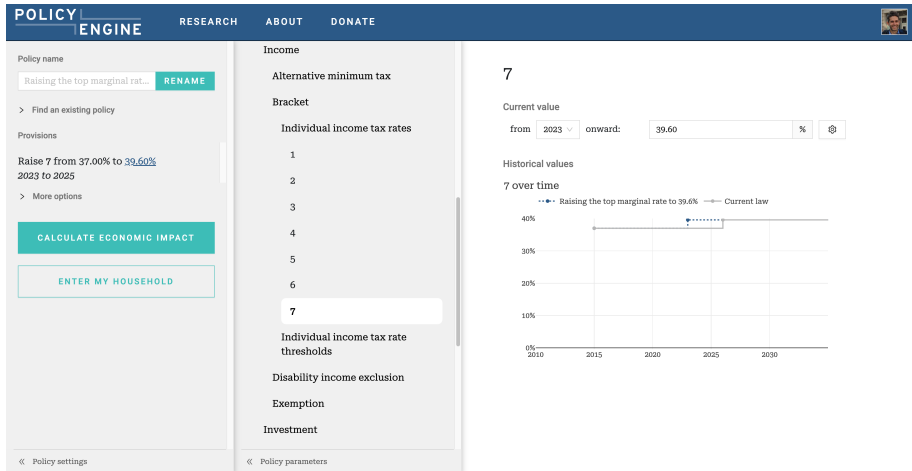 POLICY
ENGINE
RESEARCH
ABOUT
DONATE
Policy name
Raising the top marginal rat...
RENAME
Find an existing policy
Provisions
Raise 7 from 37.00% to 39.60%
2023 to 2025
More options
CALCULATE ECONOMIC IMPACT
ENTER MY HOUSEHOLD
Policy settings
Income
Alternative minimum tax
Bracket
Individual income tax rates
1
2
3
4
5
6
7
Individual income tax rate
thresholds
Disability income exclusion
Exemption
Investment
Policy parameters
7
Current value
from 2023 onward: 39.60 %
Historical values
7 over time
Raising the top marginal rate to 39.6% Current law
40%
30%
20%
10%
0%
2010 2015 2020 2025 2030